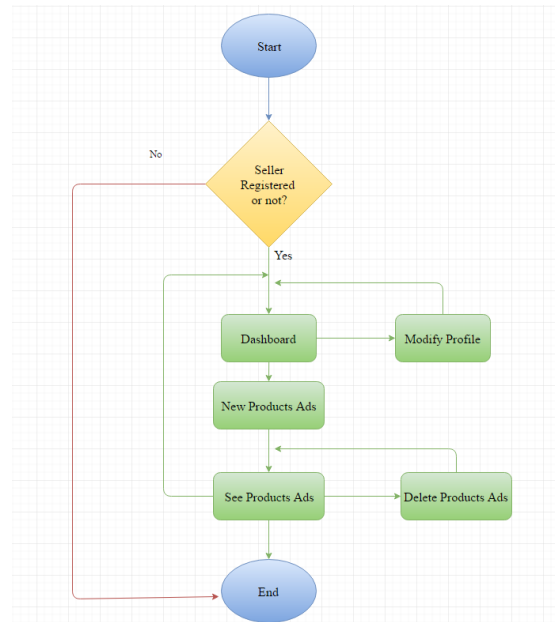 Start
No
Seller
Registered
or not?
Yes
Dashboard
Modify Profile
New Products Ads
See Products Ads
Delete Products Ads
End